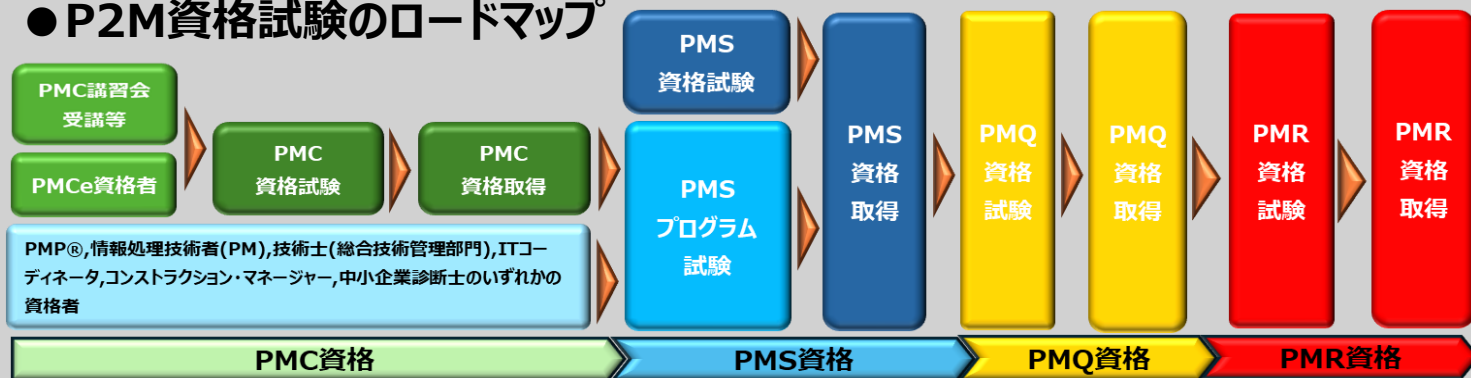 ●P2M資格試験のロードマップ
PMC講習会
受講等
PMCe資格者
PMC
資格試験
PMC
資格取得
PMP®,情報処理技術者(PM),技術士(総合技術管理部門),ITコー
ディネータ,コンストラクション・マネージャー,中小企業診断士のいずれかの
資格者
PMS
資格試験
PMS
プログラム
試験
PMS
資格
取得
PMQ
資格
試験
PMQ
資格
取得
PMR
資格
試験
PMR
資格
取得
PMC資格
PMS資格
PMQ資格
PMR資格